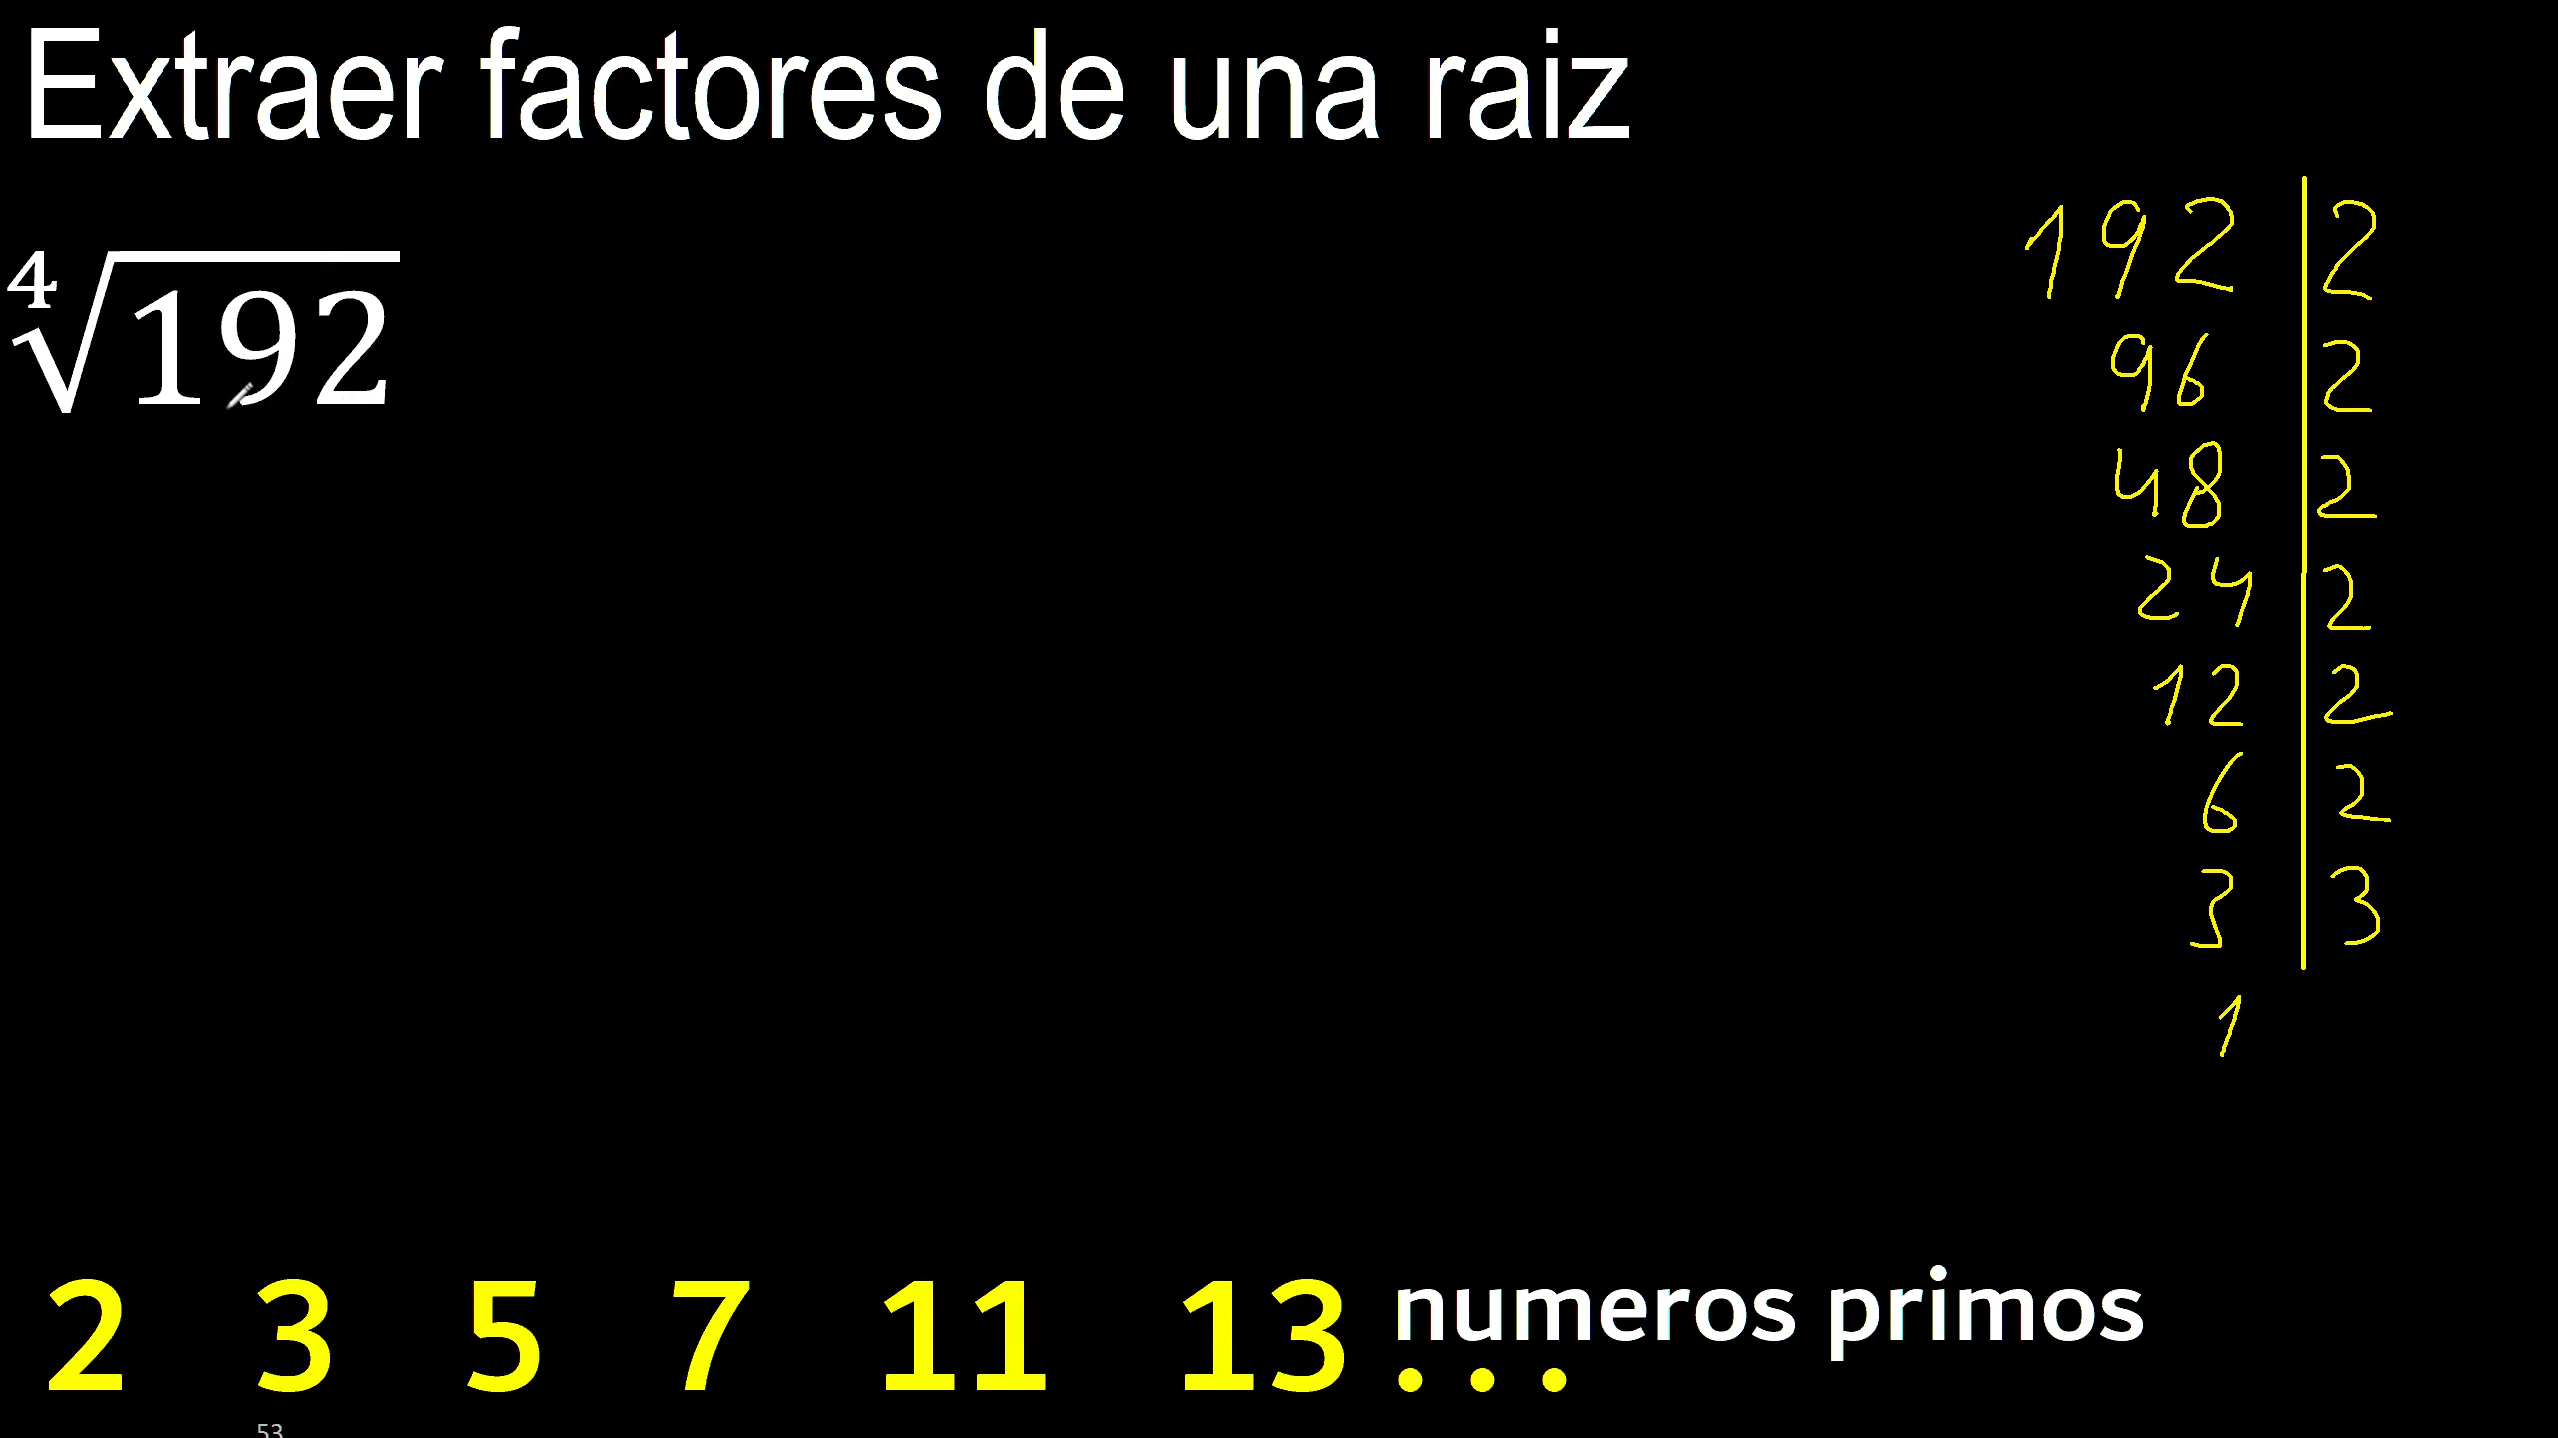 Extraer factores de una raiz
⁴√192
192 | 2
96 | 2
48 | 2
24 | 2
12 | 2
6 | 2
3 | 3
1
2 3 5 7 11 13 ... numeros primos
53